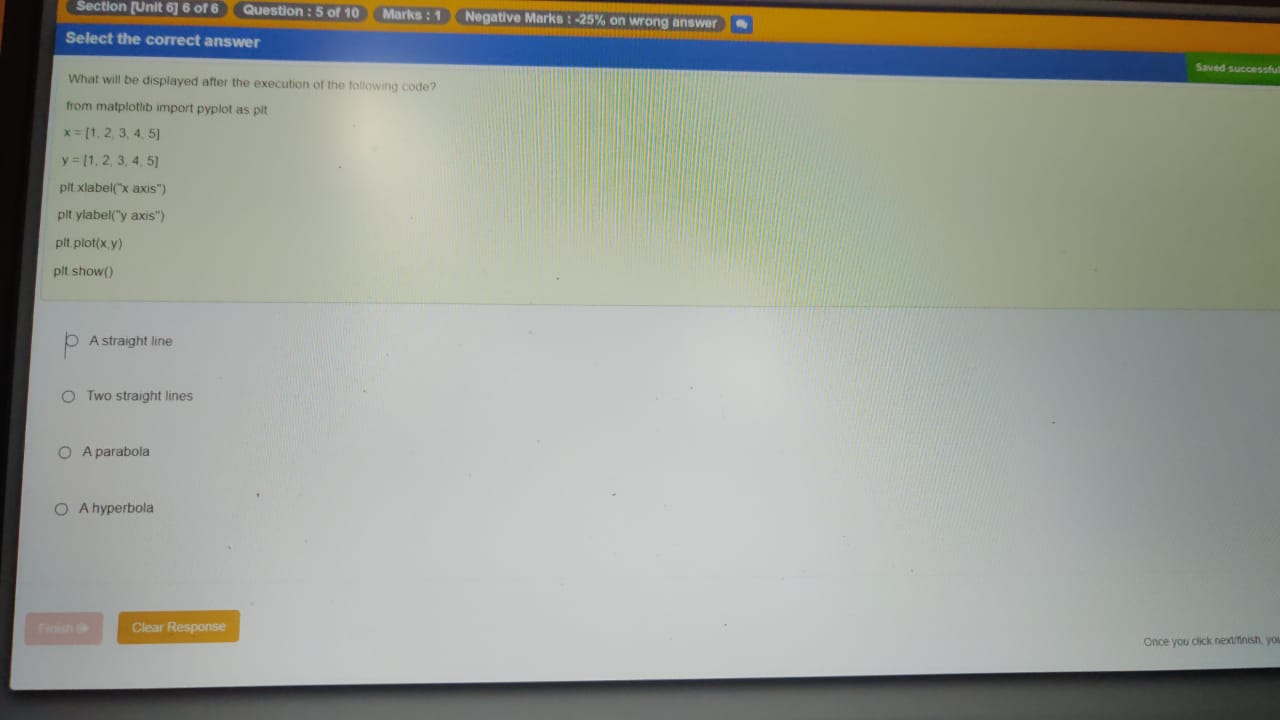 Section [Unit 6] 6 of 6 Question : 5 of 10 Marks : 1 Negative Marks : -25% on wrong answer
Select the correct answer
Saved successful
What will be displayed after the execution of the following code?
from matplotlib import pyplot as plt
x = [1, 2, 3, 4, 5]
y = [1, 2, 3, 4, 5]
plt.xlabel("x axis")
plt.ylabel("y axis")
plt.plot(x,y)
plt.show()
A straight line
Two straight lines
A parabola
A hyperbola
Finish
Clear Response
Once you click next/finish, you